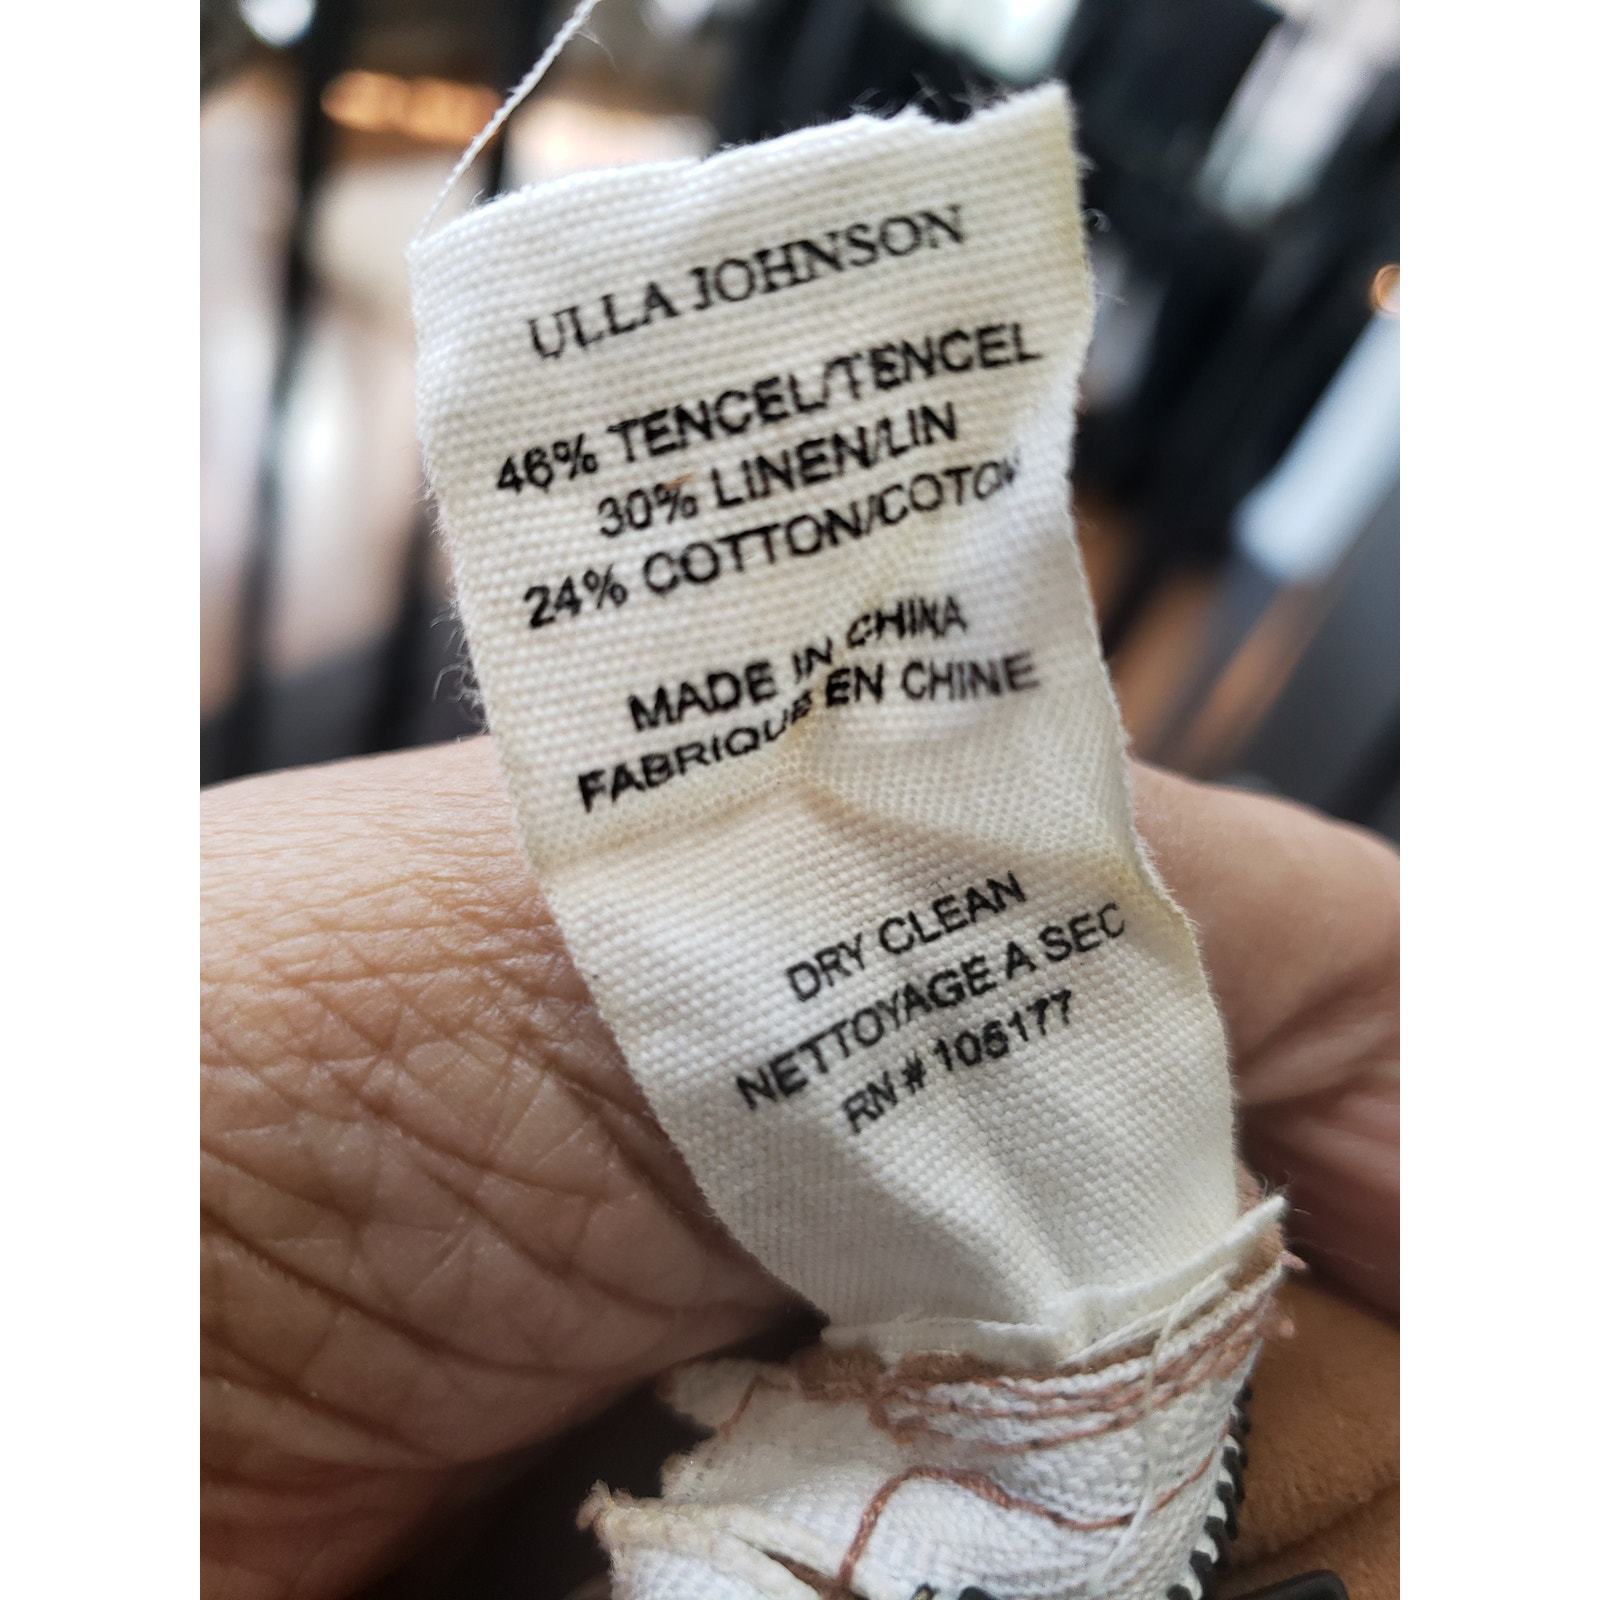 ULLA JOHNSON
46% TENCEL/TENCEL
30% LINEN/LIN
24% COTTON/COTON
MADE IN CHINA
FABRIQUE EN CHINE
DRY CLEAN
NETTOYAGE A SEC
RN # 106177